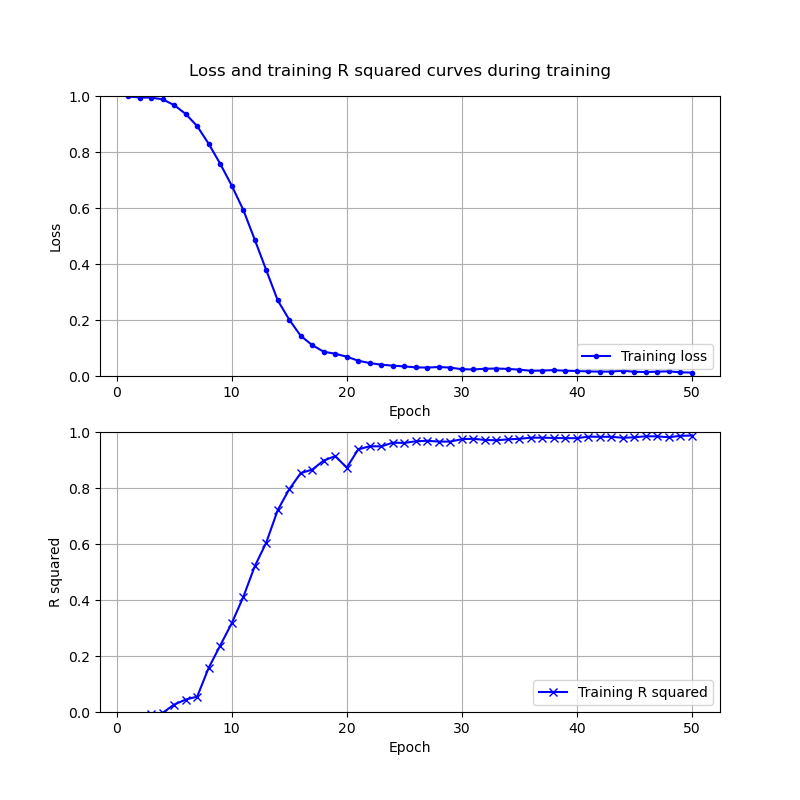 Loss and training R squared curves during training
1.0
0.8
0.6
0.4
0.2
0.0
Loss
Training loss
0 10 20 30 40 50
Epoch
1.0
0.8
0.6
0.4
0.2
0.0
R squared
Training R squared
0 10 20 30 40 50
Epoch